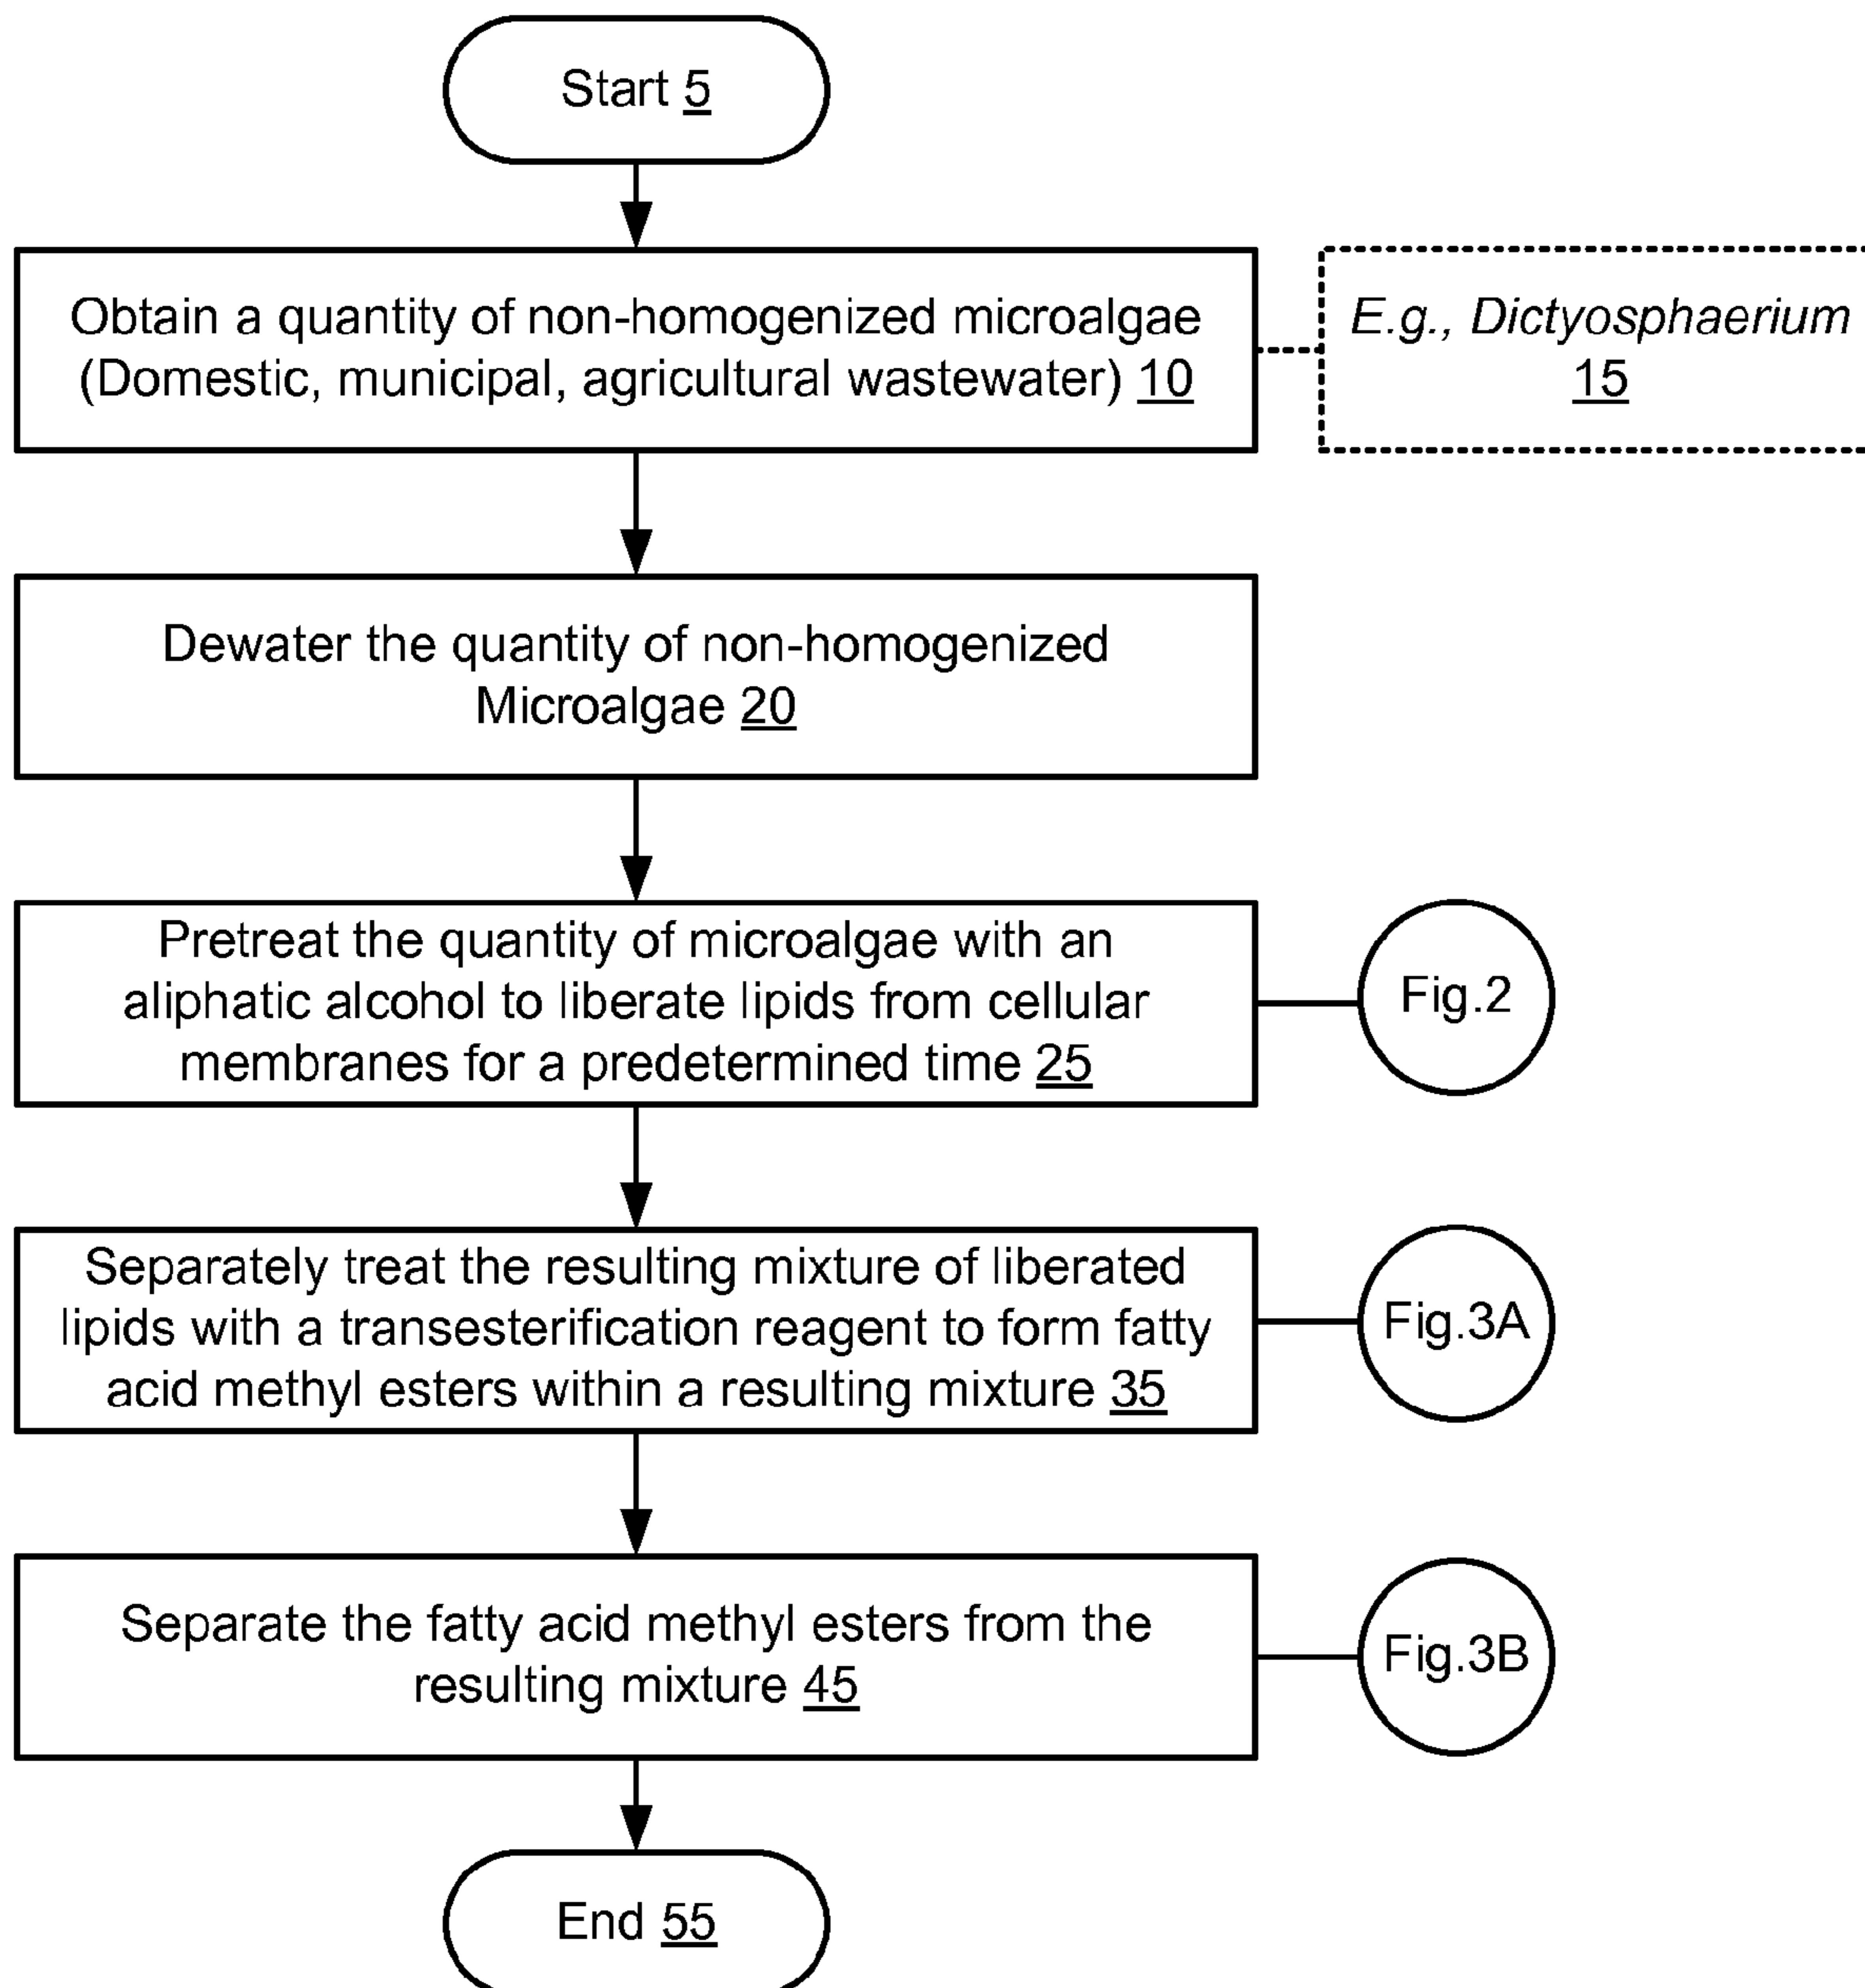 Start 5
Obtain a quantity of non-homogenized microalgae
(Domestic, municipal, agricultural wastewater) 10
E.g., Dictyosphaerium
15
Dewater the quantity of non-homogenized
Microalgae 20
Pretreat the quantity of microalgae with an
aliphatic alcohol to liberate lipids from cellular
membranes for a predetermined time 25
Fig.2
Separately treat the resulting mixture of liberated
lipids with a transesterification reagent to form fatty
acid methyl esters within a resulting mixture 35
Fig.3A
Separate the fatty acid methyl esters from the
resulting mixture 45
Fig.3B
End 55